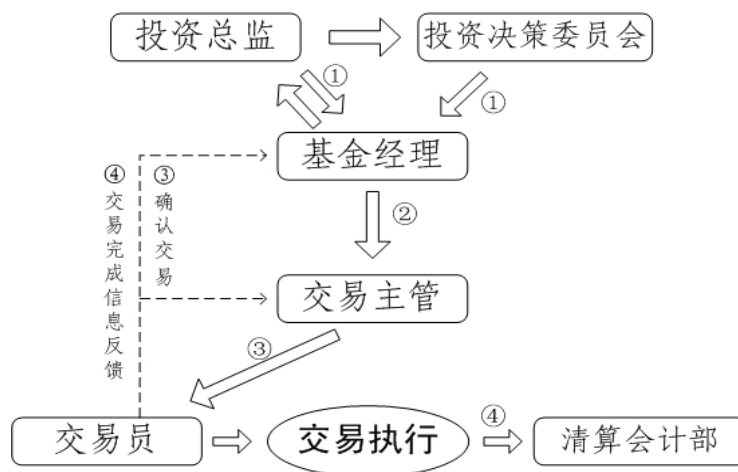 投资总监
投资决策委员会
①
①
基金经理
④交易完成信息反馈
③确认交易
②
交易主管
③
交易员
交易执行
④
清算会计部